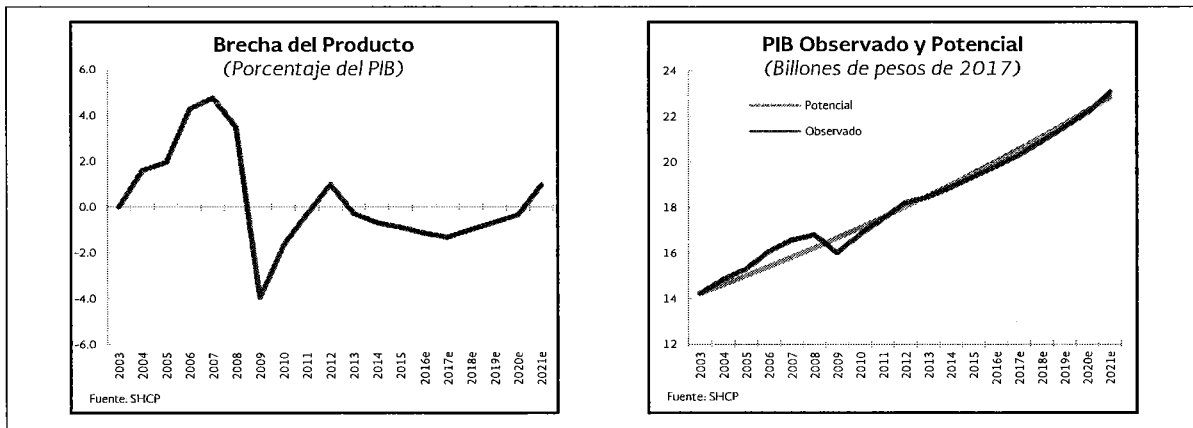 Brecha del Producto
(Porcentaje del PIB)
6.0
4.0
2.0
0.0
-2.0
-4.0
-6.0
2003
2004
2005
2006
2007
2008
2009
2010
2011
2012
2013
2014
2015
2016e
2017e
2018e
2019e
2020e
2021e
Fuente: SHCP
PIB Observado y Potencial
(Billones de pesos de 2017)
24
22
20
18
16
14
12
Potencial
Observado
2003
2004
2005
2006
2007
2008
2009
2010
2011
2012
2013
2014
2015
2016e
2017e
2018e
2019e
2020e
2021e
Fuente: SHCP